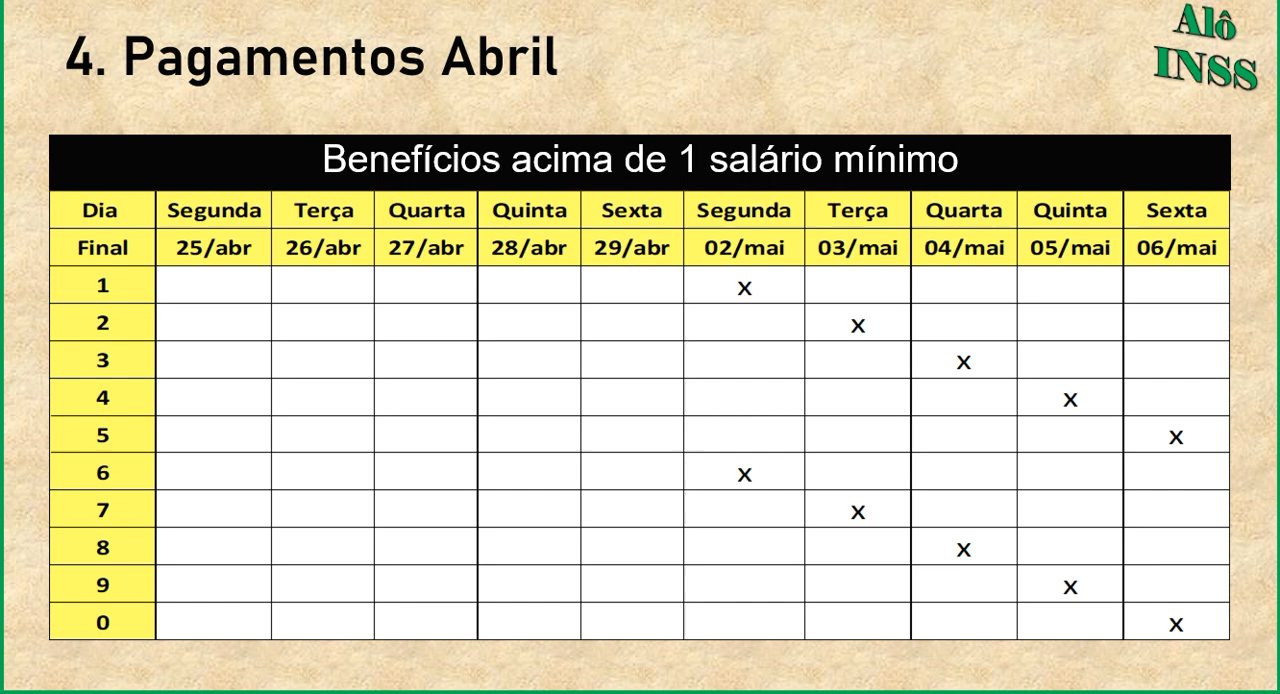 4. Pagamentos Abril
Alô
INSS
Benefícios acima de 1 salário mínimo
Dia Segunda Terça Quarta Quinta Sexta Segunda Terça Quarta Quinta Sexta
Final 25/abr 26/abr 27/abr 28/abr 29/abr 02/mai 03/mai 04/mai 05/mai 06/mai
1 x
2 x
3 x
4 x
5 x
6 x
7 x
8 x
9 x
0 x